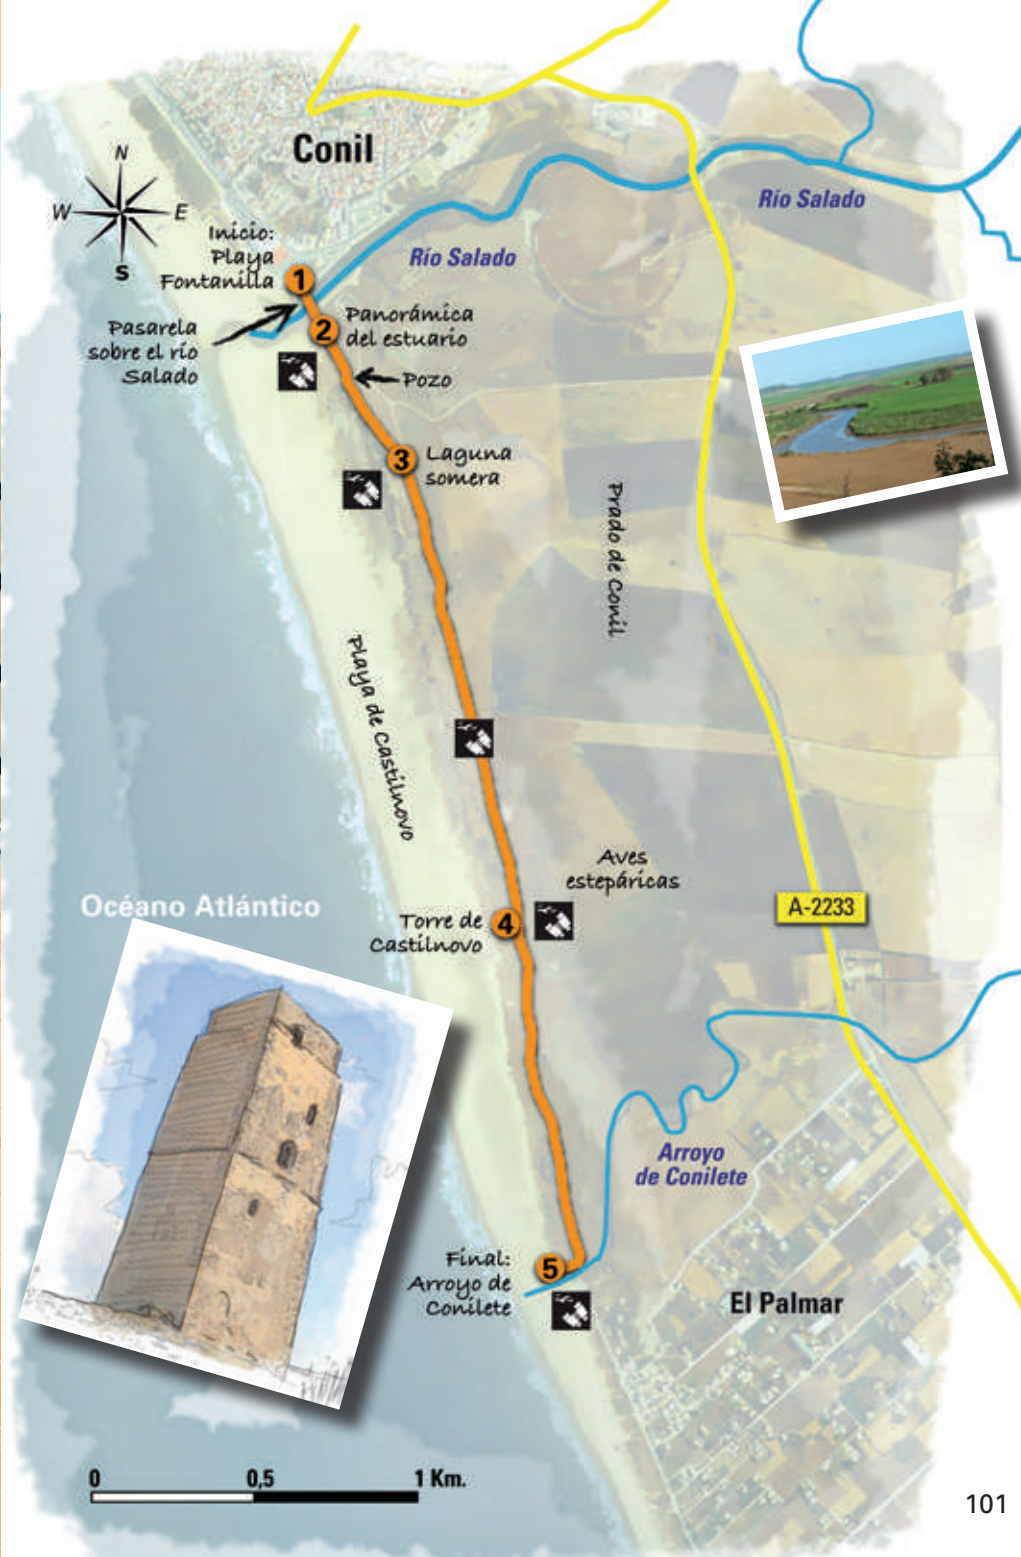 Conil
N
W
E
S
Río Salado
Río Salado
Inicio:
Playa
Fontanilla
1
Pasarela
sobre el río
Salado
2
Panorámica
del estuario
Pozo
3
Laguna
somera
Prado de Conil
Playa de Castilnovo
Aves
estepáricas
Océano Atlántico
A-2233
Torre de
Castilnovo
4
Arroyo
de Conilete
Final:
Arroyo de
Conilete
5
El Palmar
0
0,5
1 Km.
101